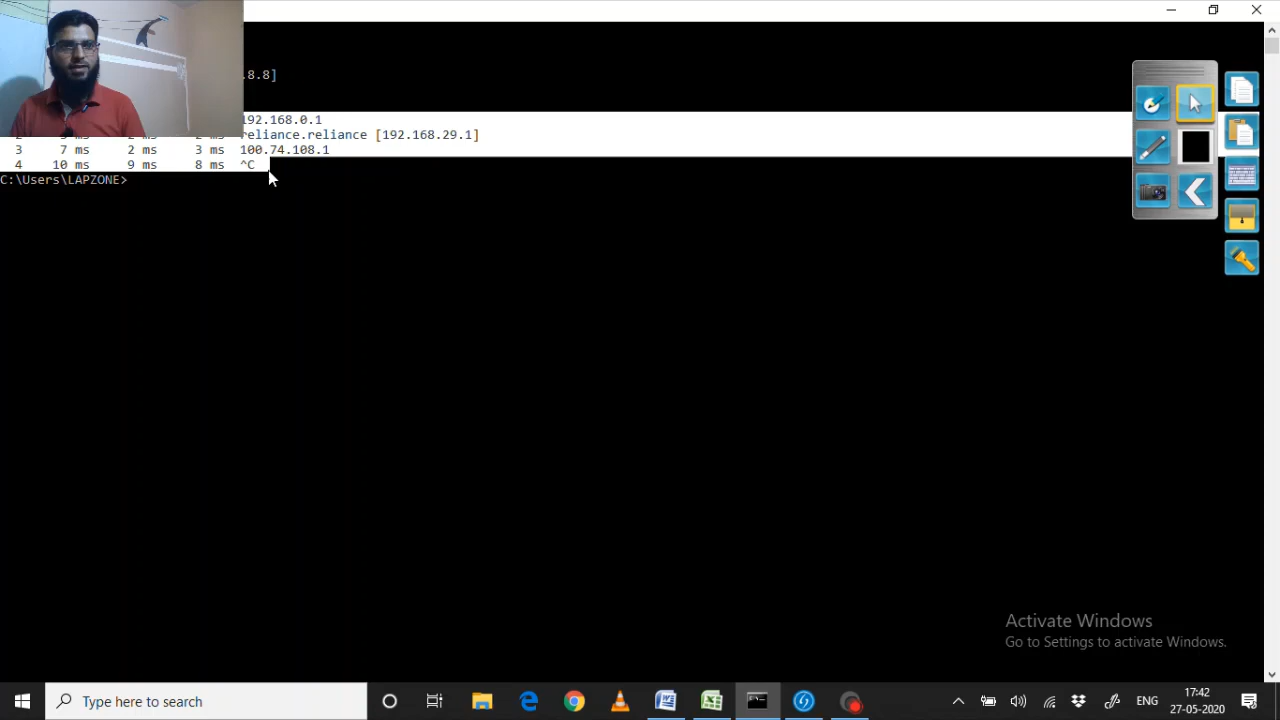 .8.8]
192.168.0.1
reliance.reliance [192.168.29.1]
3 7 ms 2 ms 3 ms 100.74.108.1
4 10 ms 9 ms 8 ms ^C
C:\Users\LAPZONE>
Activate Windows
Go to Settings to activate Windows.
Type here to search
ENG
17:42
27-05-2020